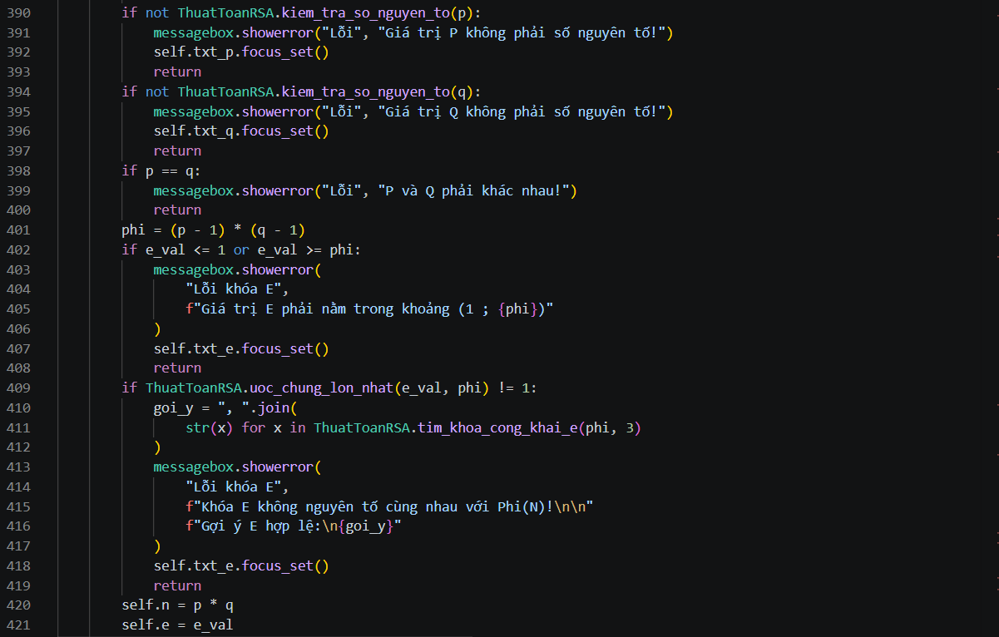 390 if not ThuatToanRSA.kiem_tra_so_nguyen_to(p):
391 messagebox.showerror("Lỗi", "Giá trị P không phải số nguyên tố!")
392 self.txt_p.focus_set()
393 return
394 if not ThuatToanRSA.kiem_tra_so_nguyen_to(q):
395 messagebox.showerror("Lỗi", "Giá trị Q không phải số nguyên tố!")
396 self.txt_q.focus_set()
397 return
398 if p == q:
399 messagebox.showerror("Lỗi", "P và Q phải khác nhau!")
400 return
401 phi = (p - 1) * (q - 1)
402 if e_val <= 1 or e_val >= phi:
403 messagebox.showerror(
404 "Lỗi khóa E",
405 f"Giá trị E phải nằm trong khoảng (1 ; {phi})"
406 )
407 self.txt_e.focus_set()
408 return
409 if ThuatToanRSA.uoc_chung_lon_nhat(e_val, phi) != 1:
410 goi_y = ", ".join(
411 str(x) for x in ThuatToanRSA.tim_khoa_cong_khai_e(phi, 3)
412 )
413 messagebox.showerror(
414 "Lỗi khóa E",
415 f"Khóa E không nguyên tố cùng nhau với Phi(N)!\n\n"
416 f"Gợi ý E hợp lệ:\n{goi_y}"
417 )
418 self.txt_e.focus_set()
419 return
420 self.n = p * q
421 self.e = e_val